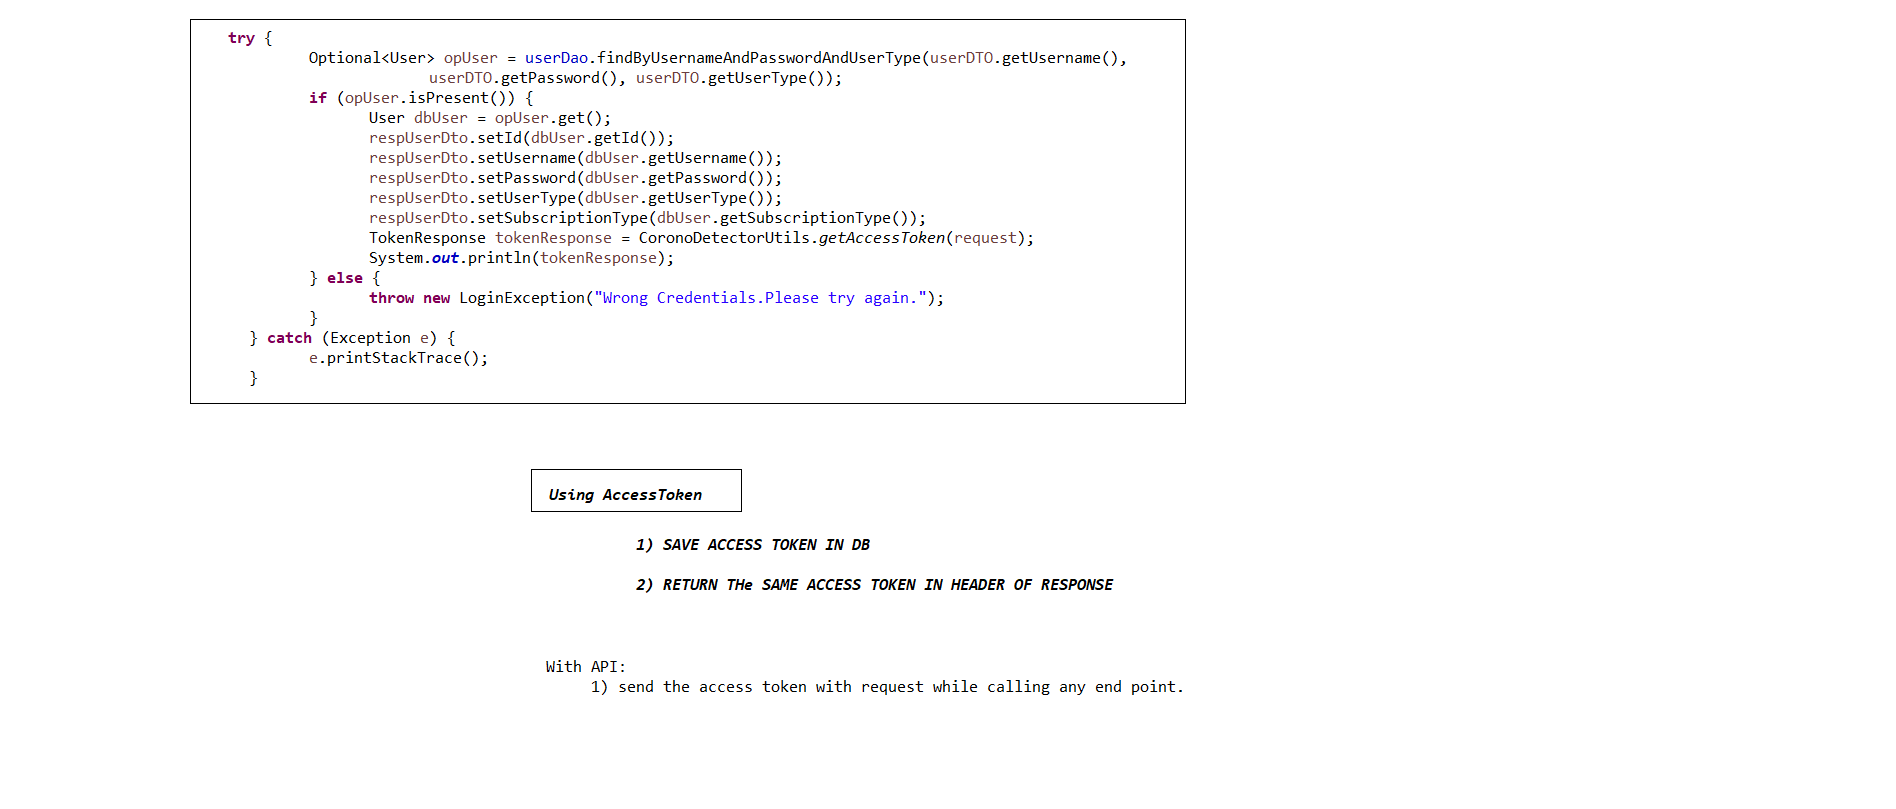 try {
Optional<User> opUser = userDao.findByUsernameAndPasswordAndUserType(userDTO.getUsername(),
userDTO.getPassword(), userDTO.getUserType());
if (opUser.isPresent()) {
User dbUser = opUser.get();
respUserDto.setId(dbUser.getId());
respUserDto.setUsername(dbUser.getUsername());
respUserDto.setPassword(dbUser.getPassword());
respUserDto.setUserType(dbUser.getUserType());
respUserDto.setSubscriptionType(dbUser.getSubscriptionType());
TokenResponse tokenResponse = CoronoDetectorUtils.getAccessToken(request);
System.out.println(tokenResponse);
} else {
throw new LoginException("Wrong Credentials.Please try again.");
}
} catch (Exception e) {
e.printStackTrace();
}
Using AccessToken
1) SAVE ACCESS TOKEN IN DB
2) RETURN THe SAME ACCESS TOKEN IN HEADER OF RESPONSE
With API:
1) send the access token with request while calling any end point.